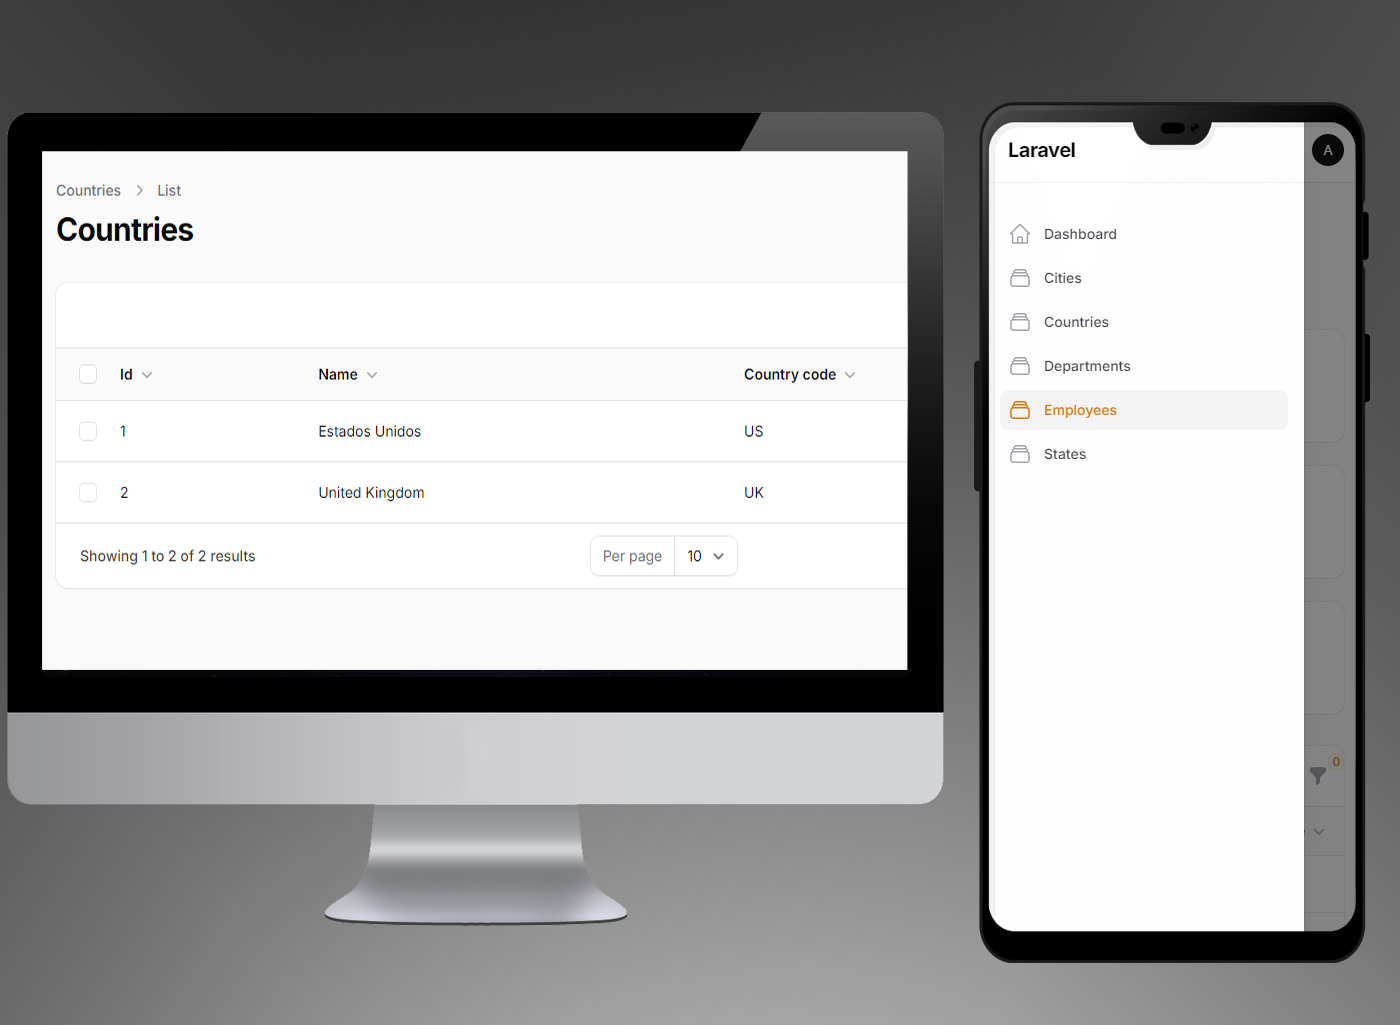 Countries > List
Countries
Id Name Country code
1 Estados Unidos US
2 United Kingdom UK
Showing 1 to 2 of 2 results Per page 10
Laravel A
Dashboard
Cities
Countries
Departments
Employees
States
0